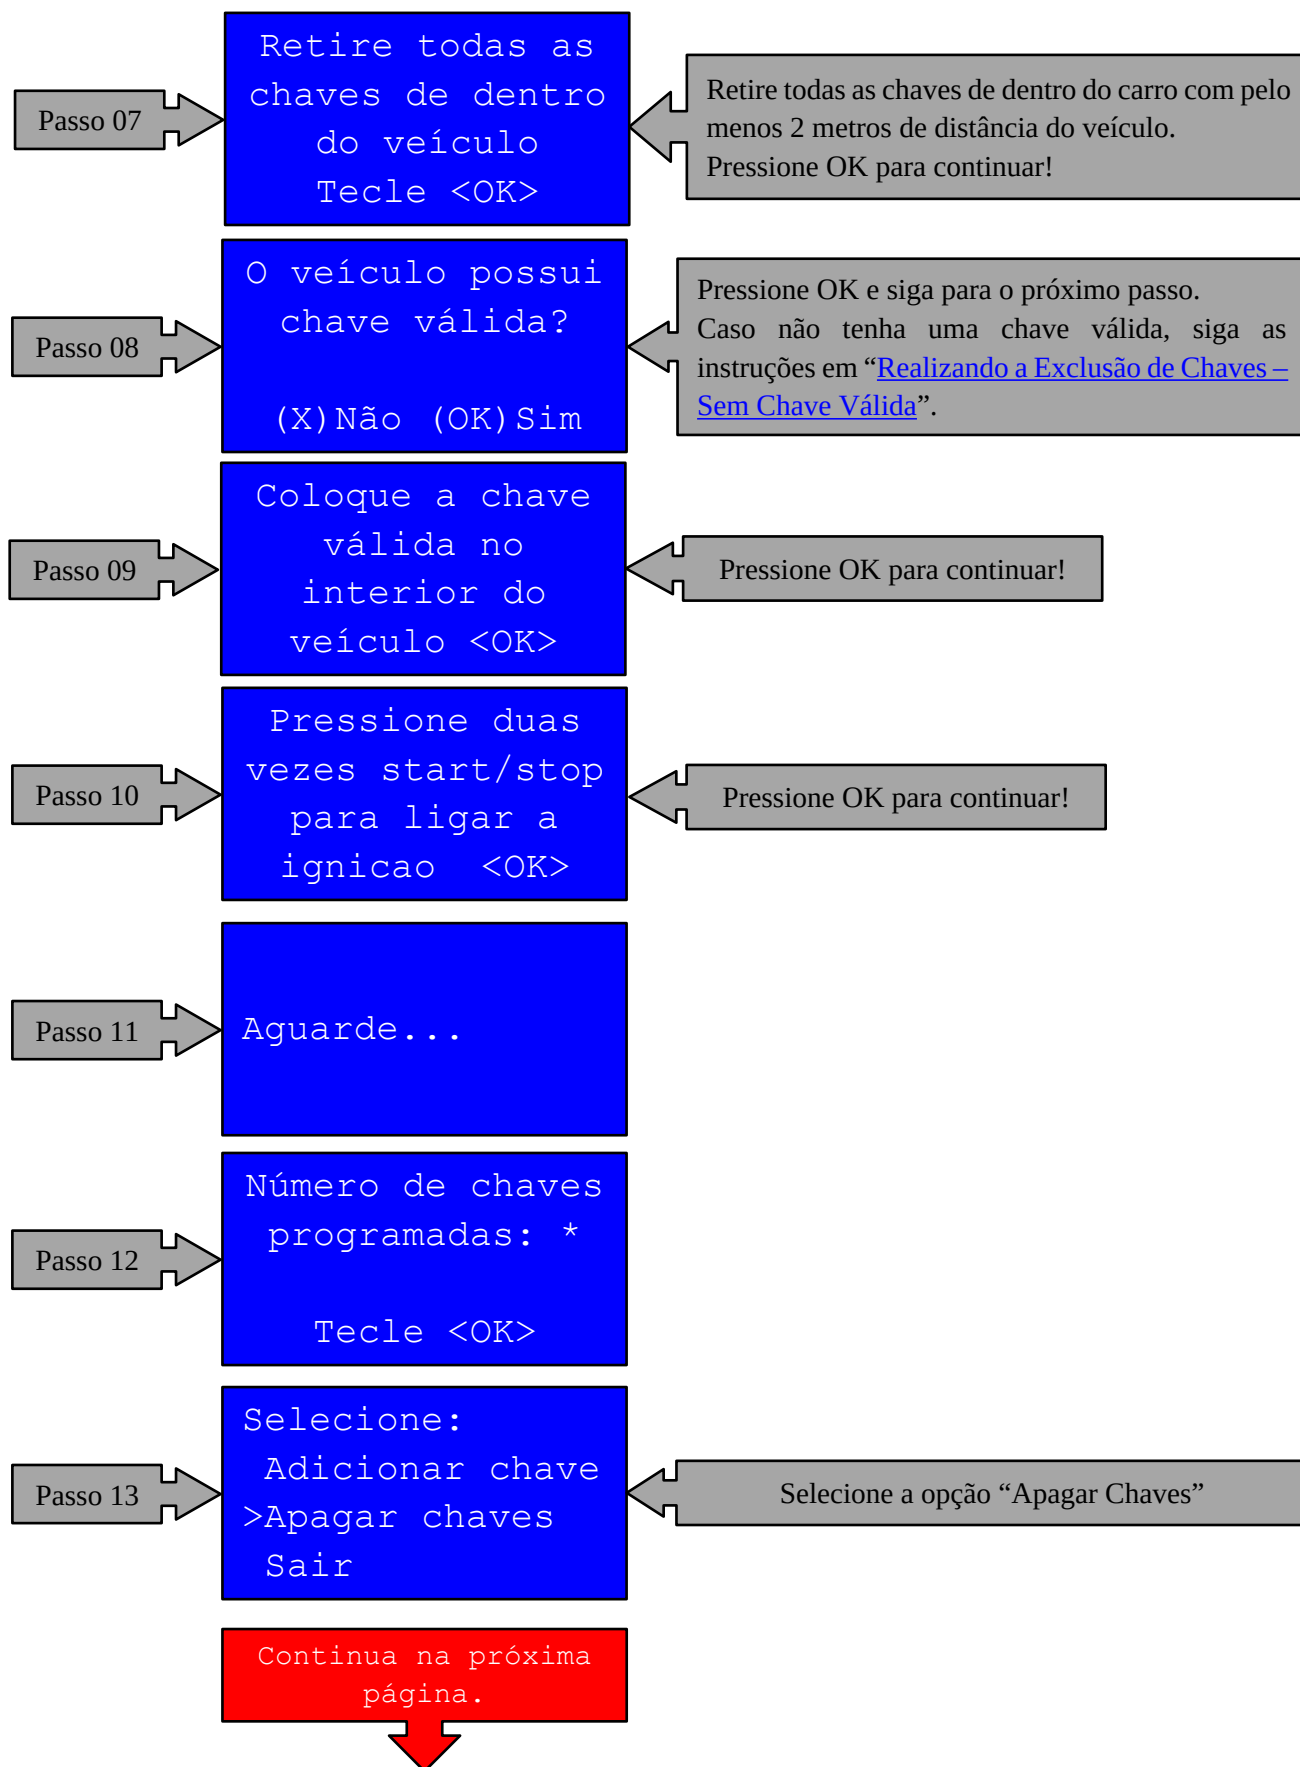 Passo 07
Retire todas as
chaves de dentro
do veículo
Tecle <OK>
Retire todas as chaves de dentro do carro com pelo
menos 2 metros de distância do veículo.
Pressione OK para continuar!
Passo 08
O veículo possui
chave válida?
(X)Não (OK)Sim
Pressione OK e siga para o próximo passo.
Caso não tenha uma chave válida, siga as
instruções em “Realizando a Exclusão de Chaves –
Sem Chave Válida”.
Passo 09
Coloque a chave
válida no
interior do
veículo <OK>
Pressione OK para continuar!
Passo 10
Pressione duas
vezes start/stop
para ligar a
ignicao <OK>
Pressione OK para continuar!
Passo 11
Aguarde...
Passo 12
Número de chaves
programadas: *
Tecle <OK>
Passo 13
Selecione:
Adicionar chave
>Apagar chaves
Sair
Selecione a opção “Apagar Chaves”
Continua na próxima
página.